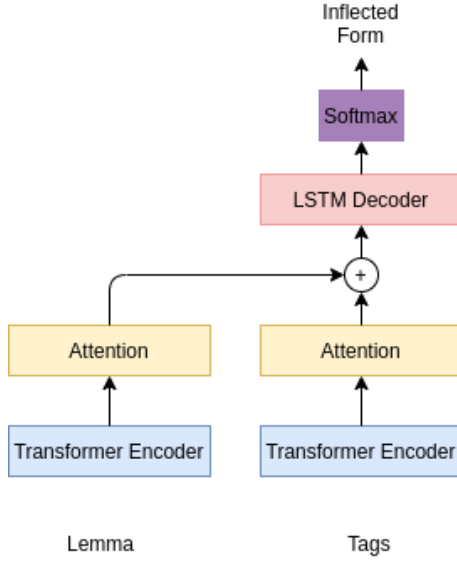 Inflected
Form
Softmax
LSTM Decoder
+
Attention
Attention
Transformer Encoder
Transformer Encoder
Lemma
Tags